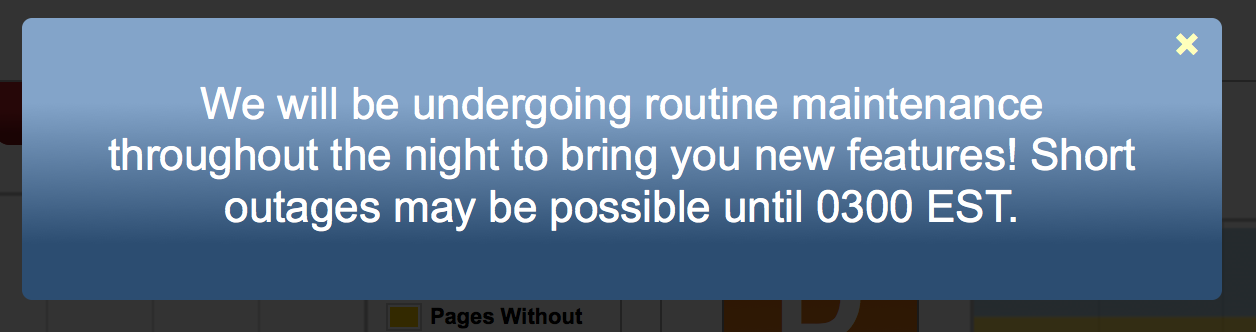 We will be undergoing routine maintenance
throughout the night to bring you new features! Short
outages may be possible until 0300 EST.
Pages Without